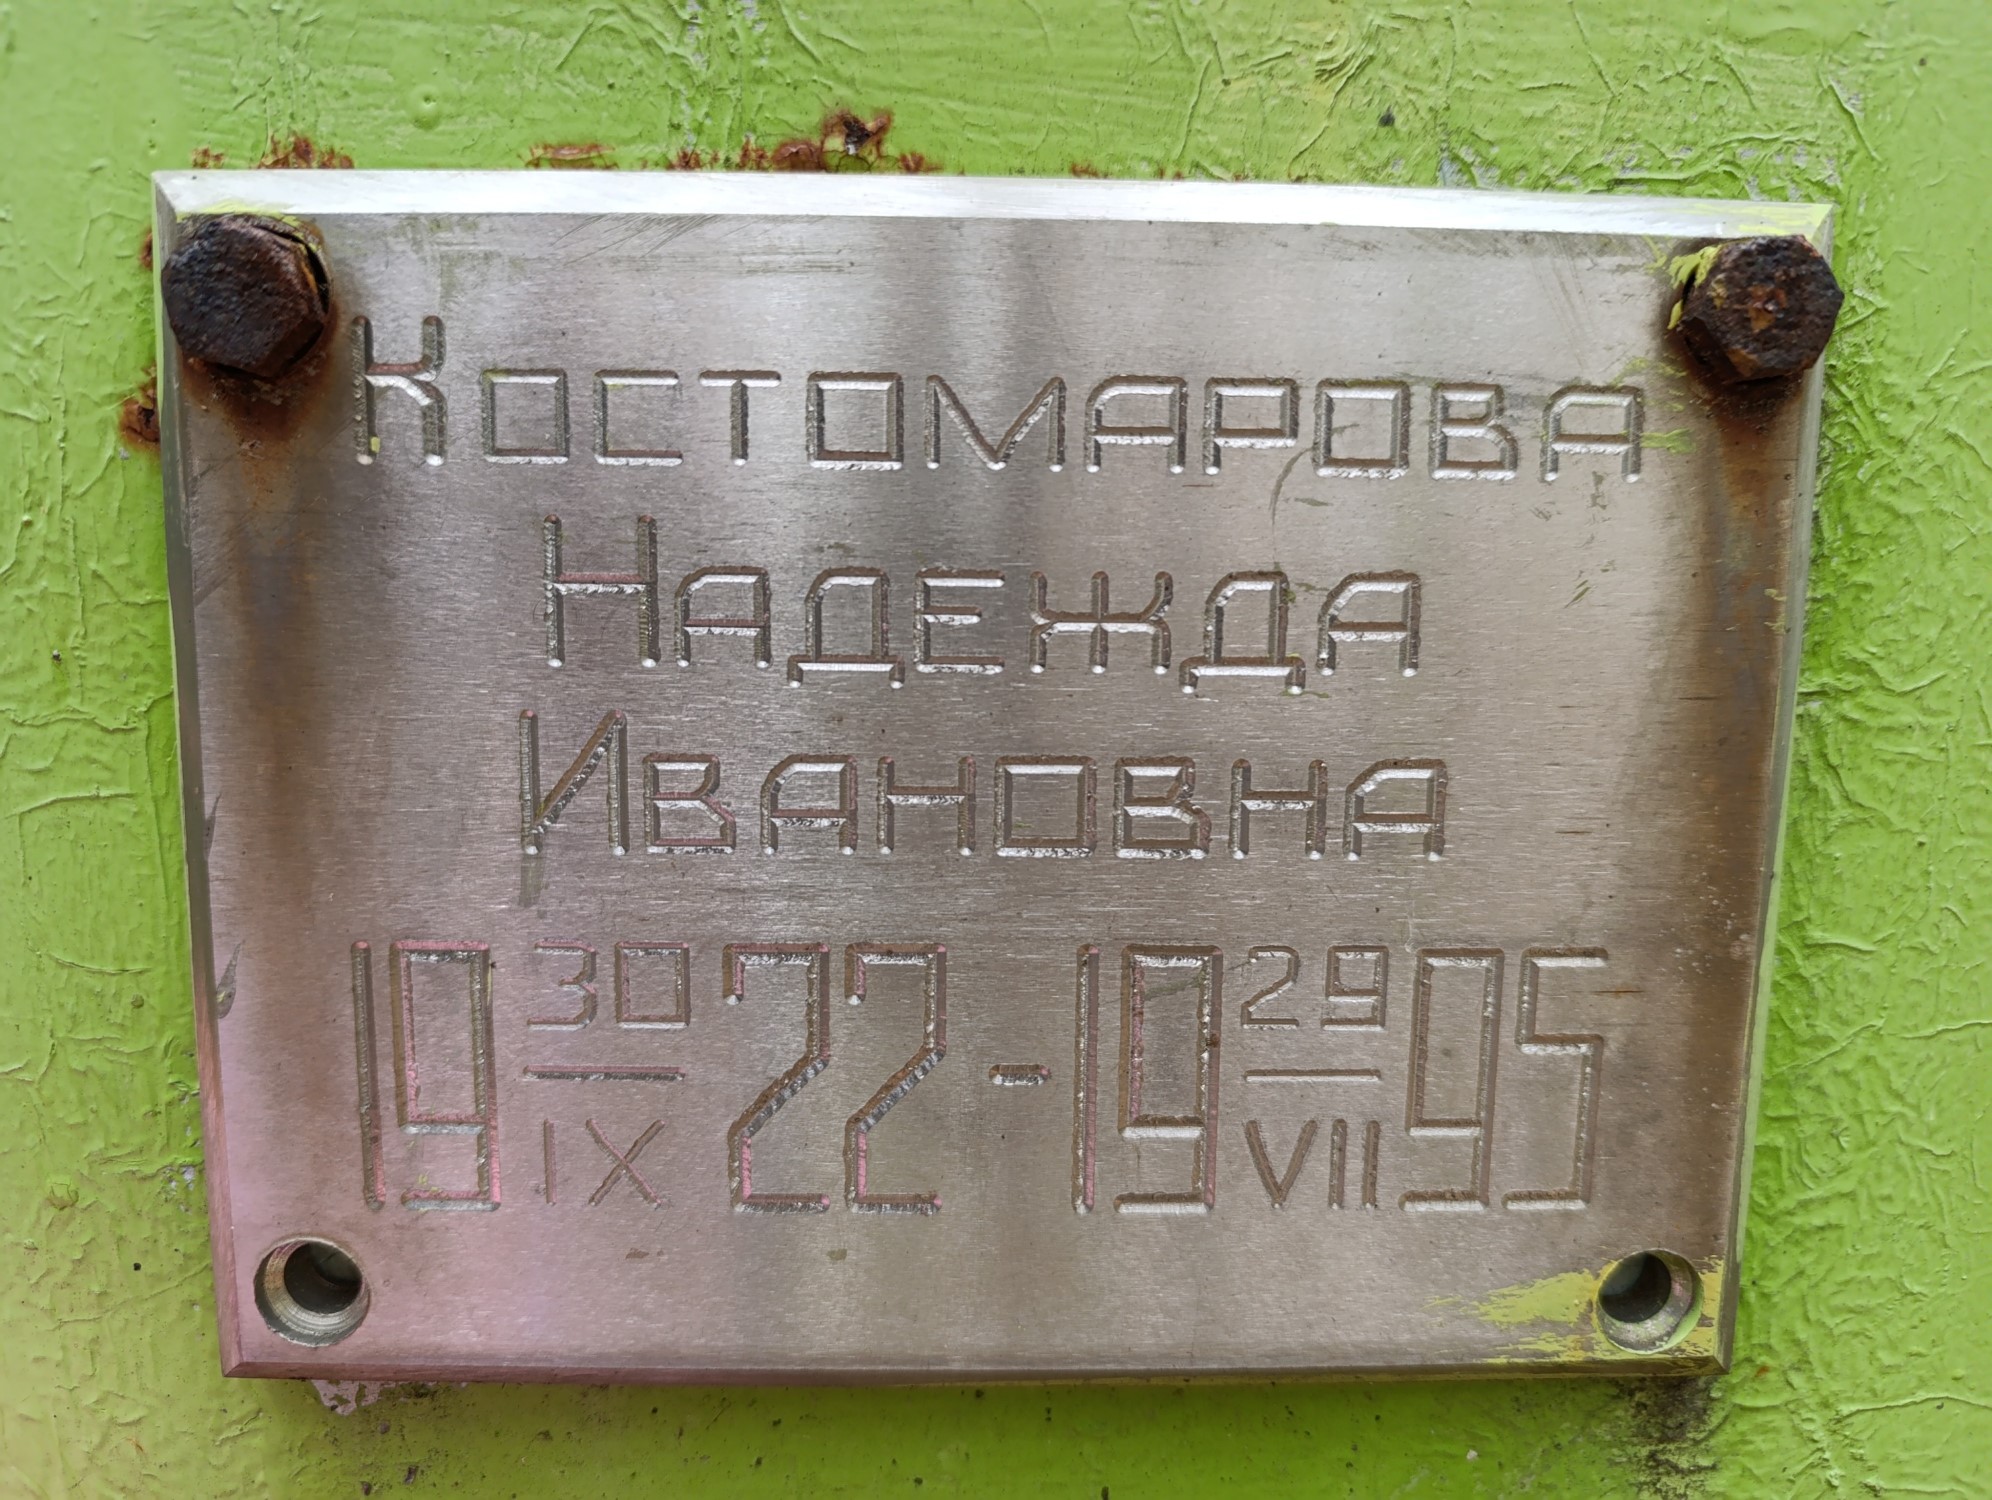 Костомарова
Надежда
Ивановна
19 30/IX 22 - 19 29/VII 95